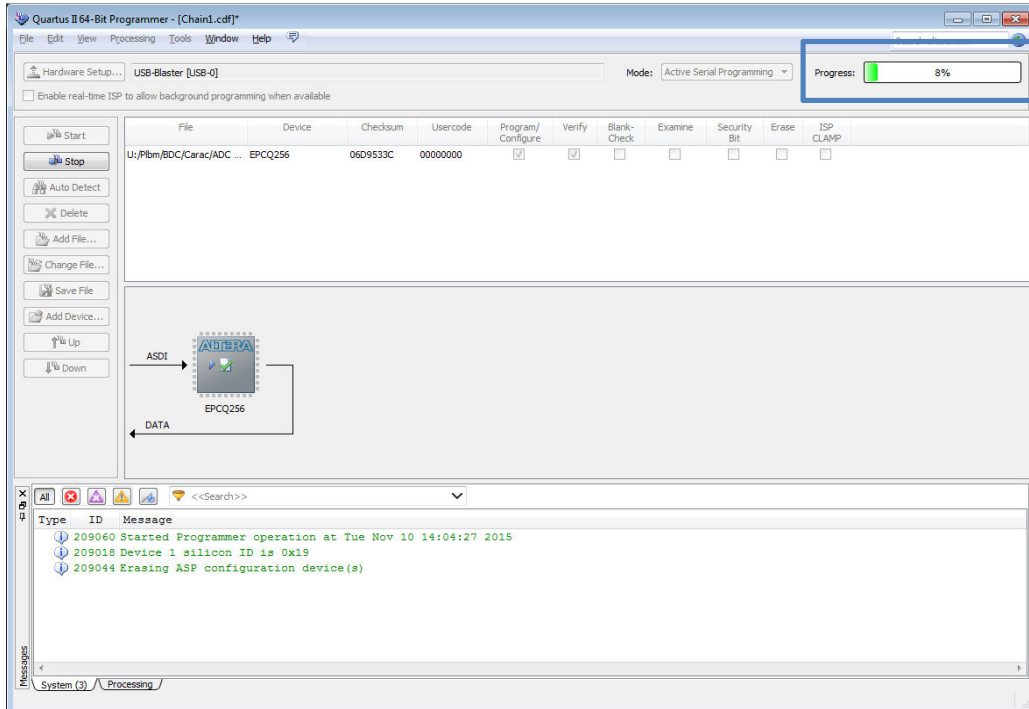 Quartus II 64-Bit Programmer - [Chain1.cdf]*
File Edit View Processing Tools Window Help
Hardware Setup... USB-Blaster [USB-0] Mode: Active Serial Programming Progress: 8%
Enable real-time ISP to allow background programming when available
Start
Stop
Auto Detect
Delete
Add File...
Change File...
Save File
Add Device...
Up
Down
File Device Checksum Usercode Program/ Configure Verify Blank- Check Examine Security Bit Erase ISP CLAMP
U:/Plbm/BDC/Carac/ADC ... EPCQ256 06D9533C 00000000
ASDI
ALTERA
EPCQ256
DATA
All <<Search>>
Type ID Message
209060 Started Programmer operation at Tue Nov 10 14:04:27 2015
209018 Device 1 silicon ID is 0x19
209044 Erasing ASP configuration device(s)
Messages
System (3) Processing